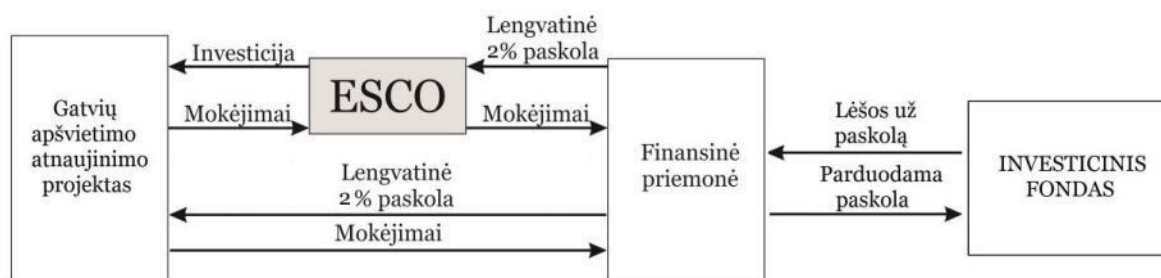 Gatvių
apšvietimo
atnaujinimo
projektas
Investicija
Mokėjimai
ESCO
Lengvatinė
2% paskola
Mokėjimai
Lengvatinė
2% paskola
Mokėjimai
Finansinė
priemonė
Lėšos už
paskolą
Parduodama
paskola
INVESTICINIS
FONDAS